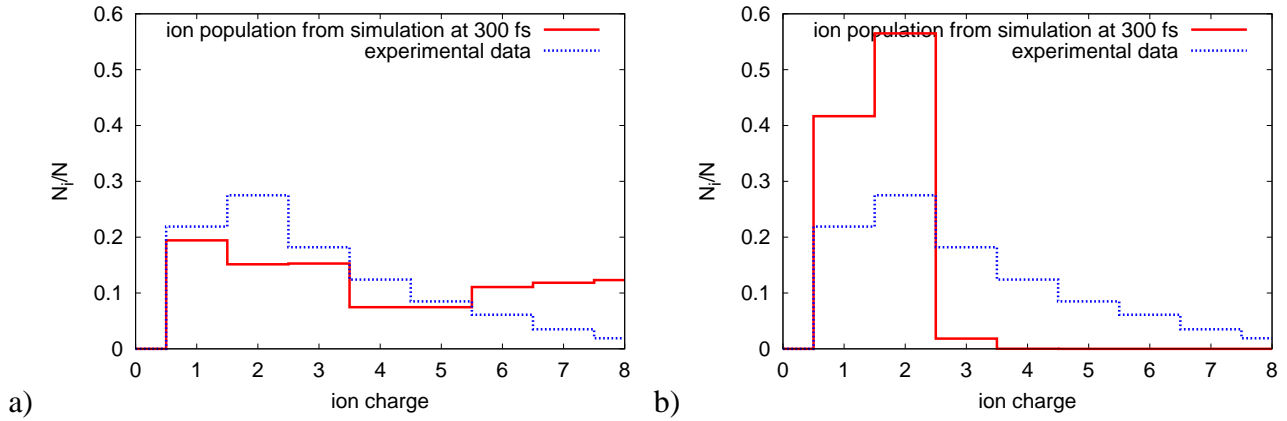 0.6
0.5
0.4
0.3
0.2
0.1
0
N_i/N
ion population from simulation at 300 fs
experimental data
0 1 2 3 4 5 6 7 8
ion charge
a)
0.6
0.5
0.4
0.3
0.2
0.1
0
N_i/N
ion population from simulation at 300 fs
experimental data
0 1 2 3 4 5 6 7 8
ion charge
b)